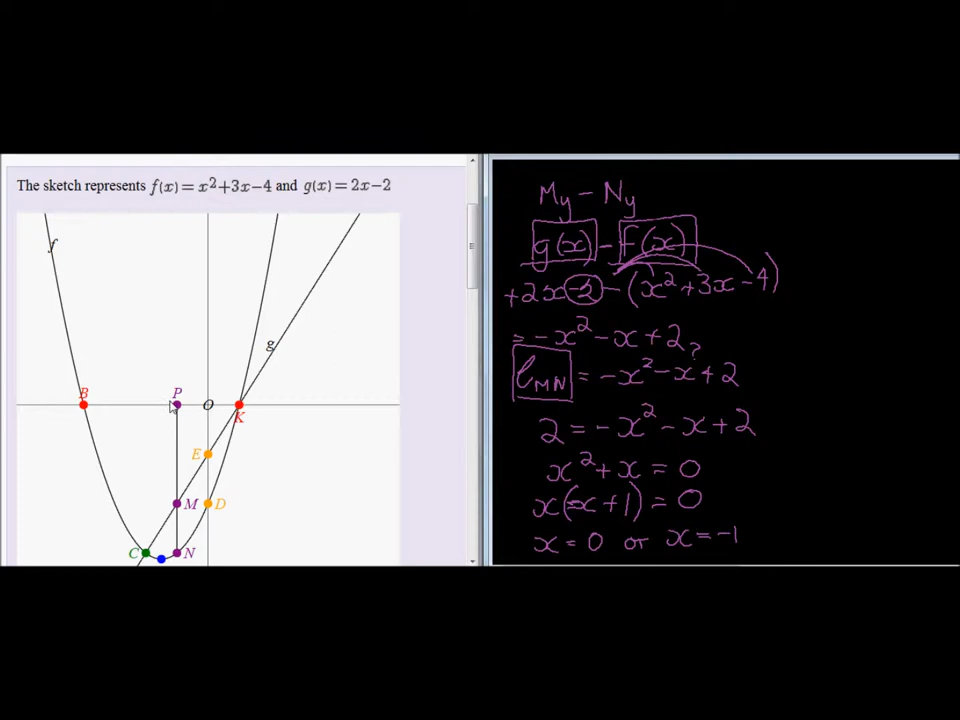 The sketch represents f(x) = x²+3x−4 and g(x) = 2x−2
f
g
B
P
O
K
E
M
D
C
N
My − Ny
g(x) − f(x)
+2x −2 − (x² + 3x − 4)
= −x² − x + 2
ℓMN = −x² − x + 2
?
2 = −x² − x + 2
x² + x = 0
x(x + 1) = 0
x = 0 or x = −1